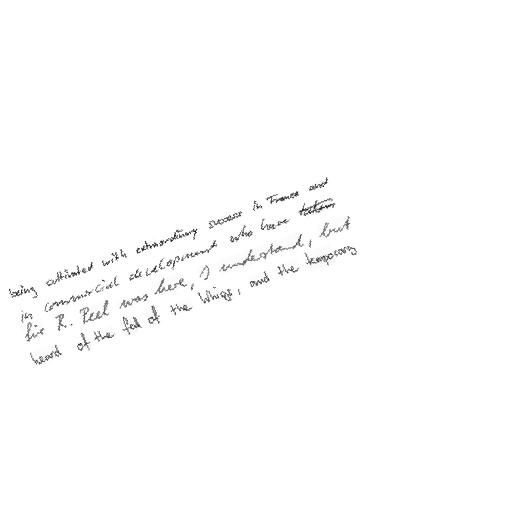 being cultivated with extraordinary success in France and
in commercial development who have
Sir R. Peel was here, I understand, but
heard of the fall of the Whigs, and the temporary